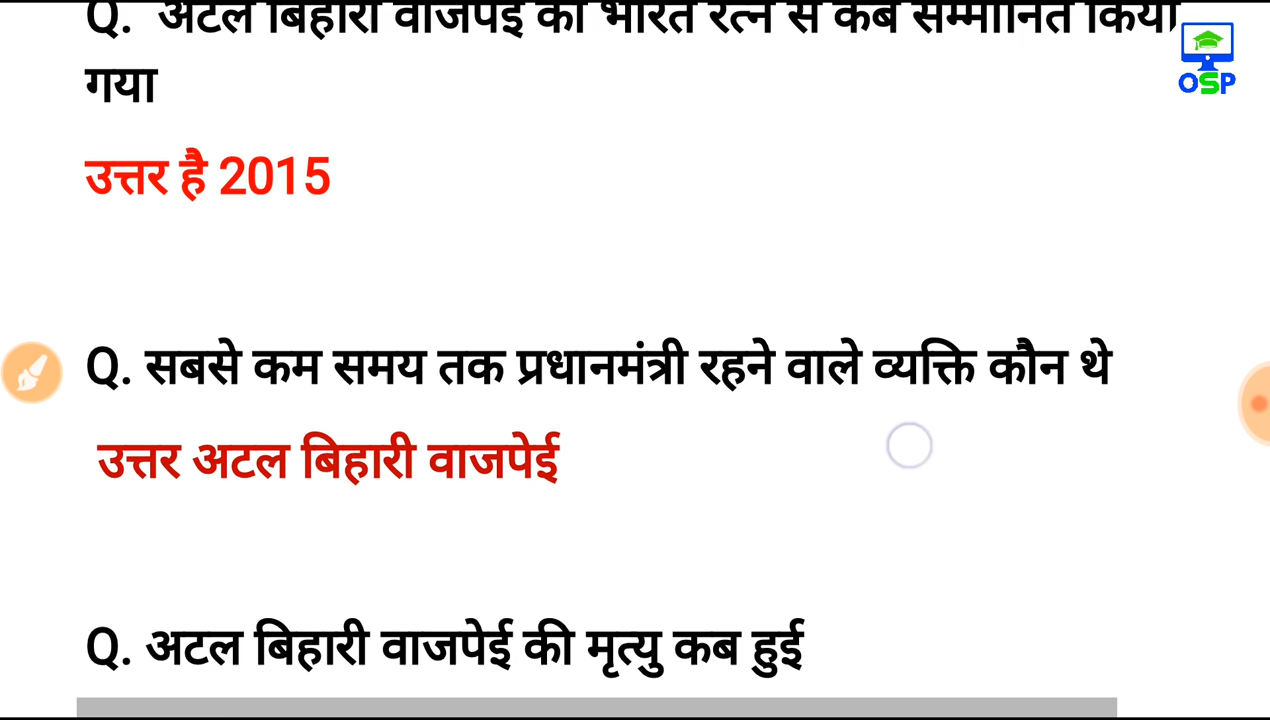 Q. अटल बिहारी वाजपेई को भारत रत्न से कब सम्मानित किया
गया
OSP
उत्तर है 2015
Q. सबसे कम समय तक प्रधानमंत्री रहने वाले व्यक्ति कौन थे
उत्तर अटल बिहारी वाजपेई
Q. अटल बिहारी वाजपेई की मृत्यु कब हुई